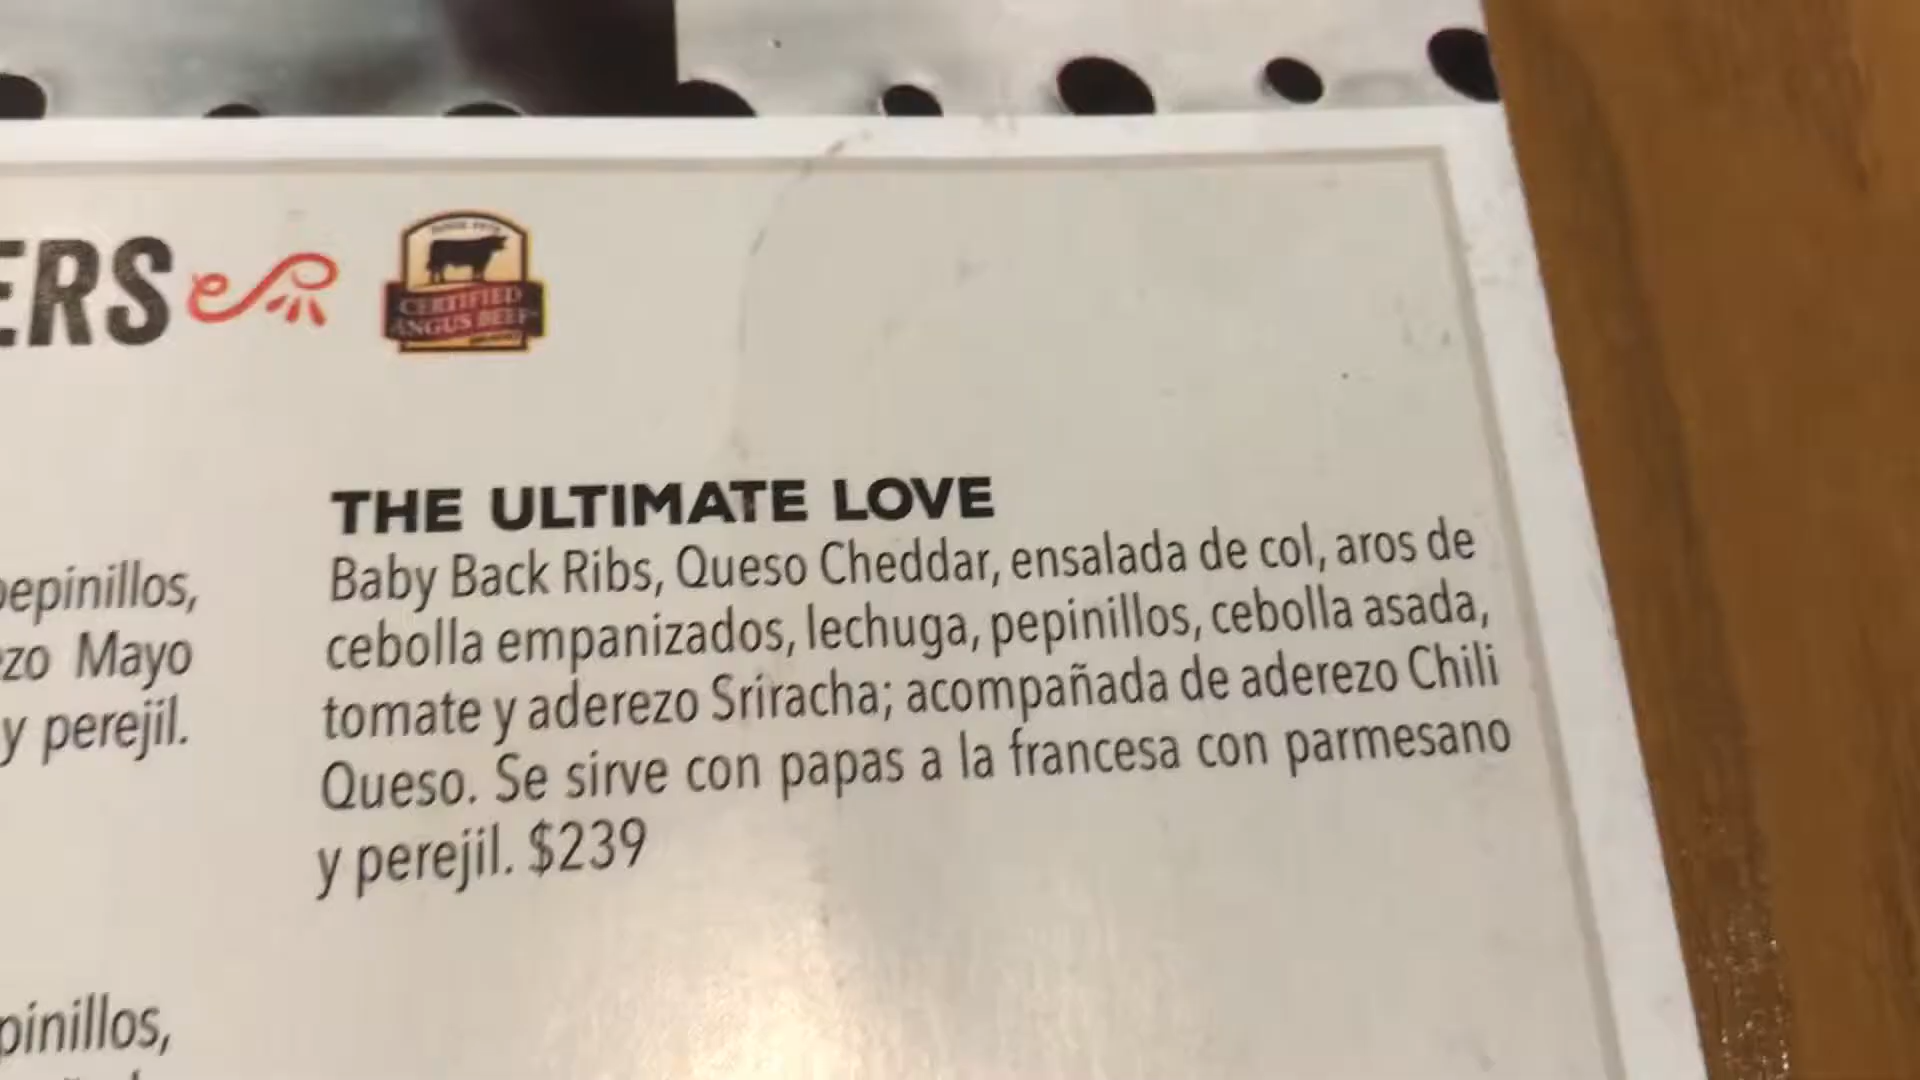 ERS
CERTIFIED
ANGUS BEEF
THE ULTIMATE LOVE
Baby Back Ribs, Queso Cheddar, ensalada de col, aros de
cebolla empanizados, lechuga, pepinillos, cebolla asada,
tomate y aderezo Sriracha; acompañada de aderezo Chili
Queso. Se sirve con papas a la francesa con parmesano
y perejil. $239
pepinillos,
zo Mayo
y perejil.
pinillos,